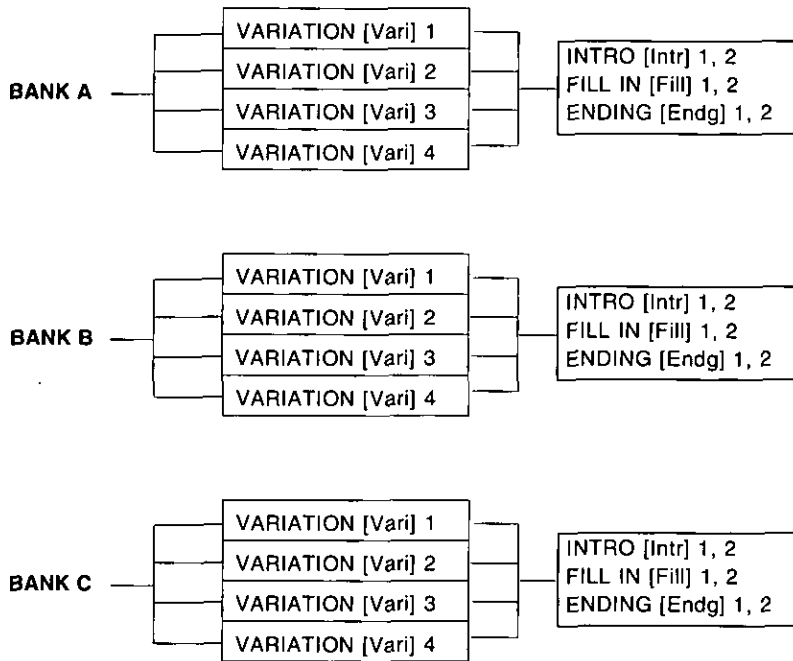 BANK A
VARIATION [Vari] 1
VARIATION [Vari] 2
VARIATION [Vari] 3
VARIATION [Vari] 4
INTRO [Intr] 1, 2
FILL IN [Fill] 1, 2
ENDING [Endg] 1, 2
BANK B
VARIATION [Vari] 1
VARIATION [Vari] 2
VARIATION [Vari] 3
VARIATION [Vari] 4
INTRO [Intr] 1, 2
FILL IN [Fill] 1, 2
ENDING [Endg] 1, 2
BANK C
VARIATION [Vari] 1
VARIATION [Vari] 2
VARIATION [Vari] 3
VARIATION [Vari] 4
INTRO [Intr] 1, 2
FILL IN [Fill] 1, 2
ENDING [Endg] 1, 2